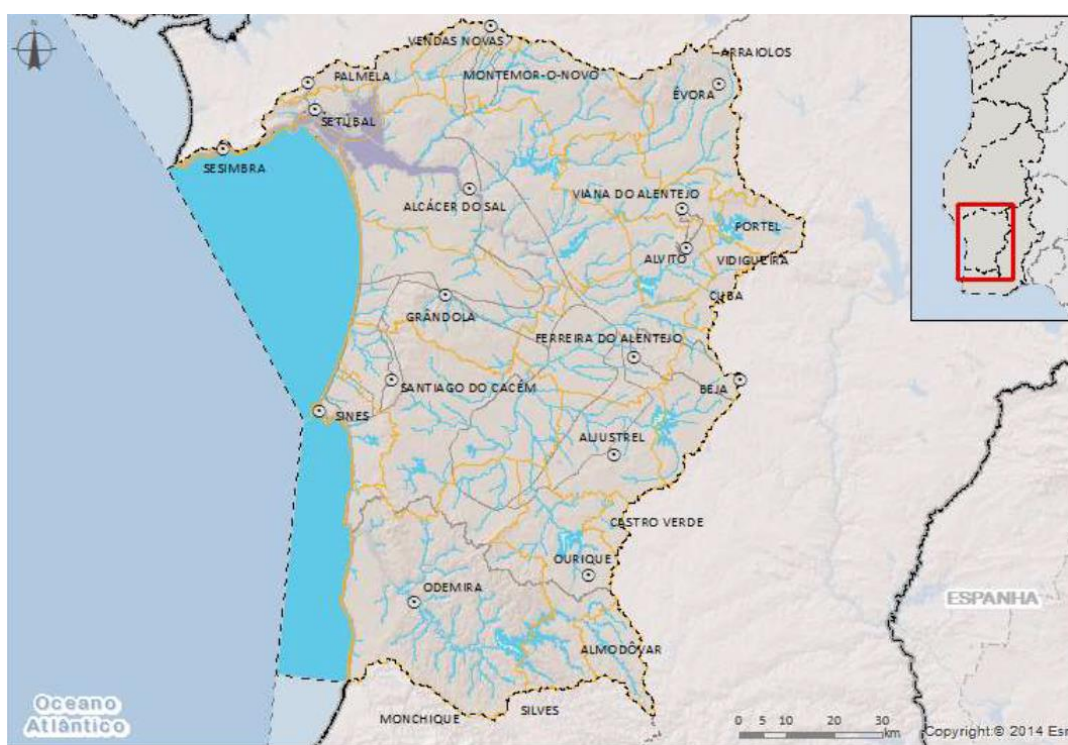 N
VENDAS NOVAS
ARRAIOLOS
PALMELA
MONTEMOR-O-NOVO
ÉVORA
SETÚBAL
SESIMBRA
ALCÁCER DO SAL
VIANA DO ALENTEJO
PORTEL
ALVITO
VIDIGUEIRA
CUBA
GRÂNDOLA
FERREIRA DO ALENTEJO
SANTIAGO DO CACÉM
BEJA
SINES
ALJUSTREL
CASTRO VERDE
OURIQUE
ODEMIRA
ESPANHA
ALMODÔVAR
Oceano
Atlântico
MONCHIQUE
SILVES
0 5 10 20 30
km
Copyright:© 2014 Esr